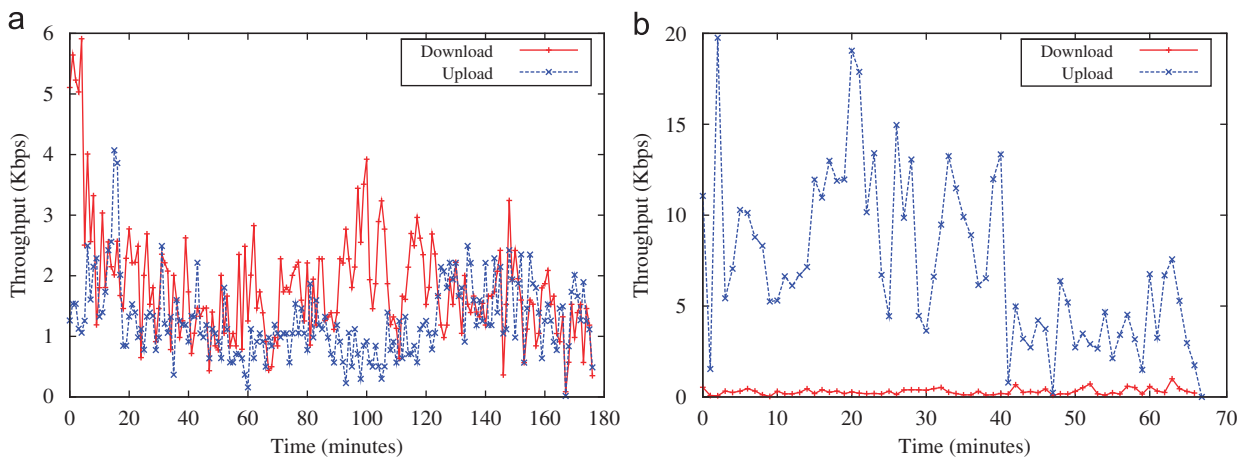 a
Throughput (Kbps)
6
5
4
3
2
1
0
0 20 40 60 80 100 120 140 160 180
Time (minutes)
Download
Upload
b
Throughput (Kbps)
20
15
10
5
0
0 10 20 30 40 50 60 70
Time (minutes)
Download
Upload